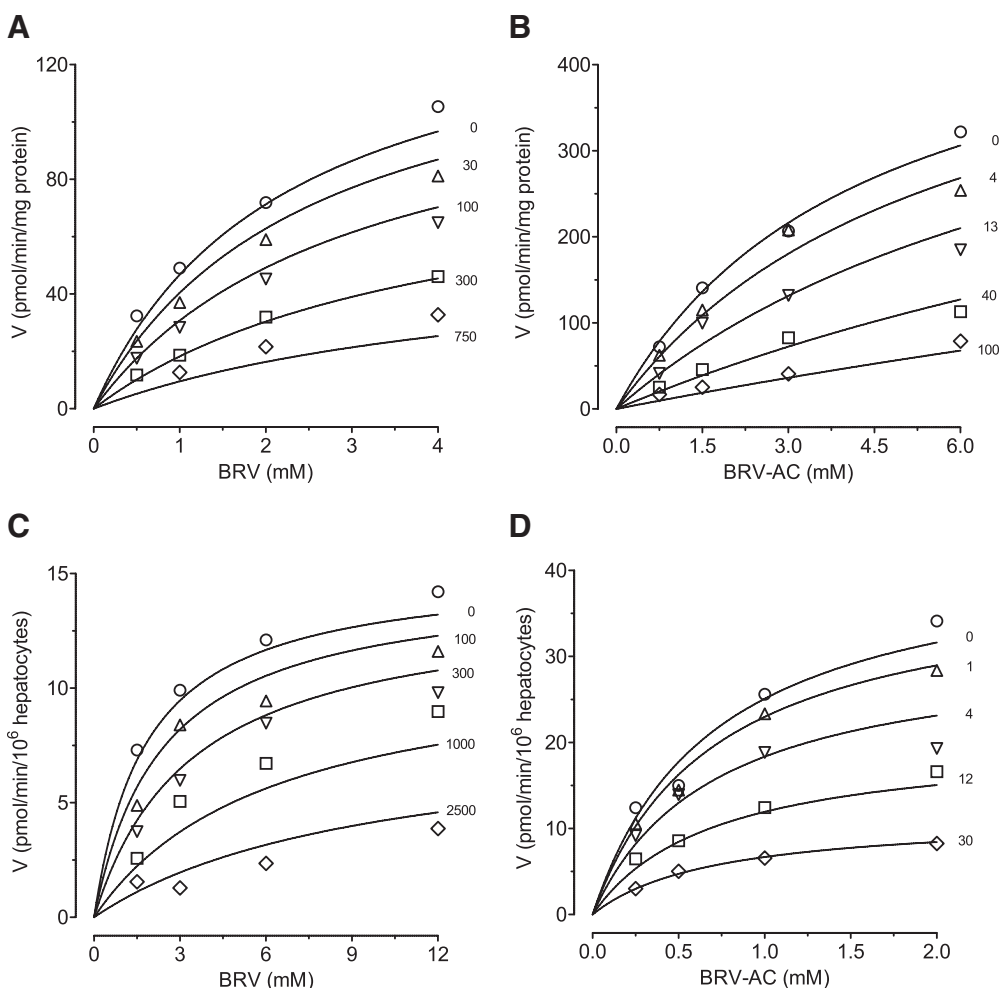 A
120
80
40
0
V (pmol/min/mg protein)
0
30
100
300
750
0 1 2 3 4
BRV (mM)
B
400
300
200
100
0
V (pmol/min/mg protein)
0
4
13
40
100
0.0 1.5 3.0 4.5 6.0
BRV-AC (mM)
C
15
10
5
0
V (pmol/min/10⁶ hepatocytes)
0
100
300
1000
2500
0 3 6 9 12
BRV (mM)
D
40
30
20
10
0
V (pmol/min/10⁶ hepatocytes)
0
1
4
12
30
0.0 0.5 1.0 1.5 2.0
BRV-AC (mM)